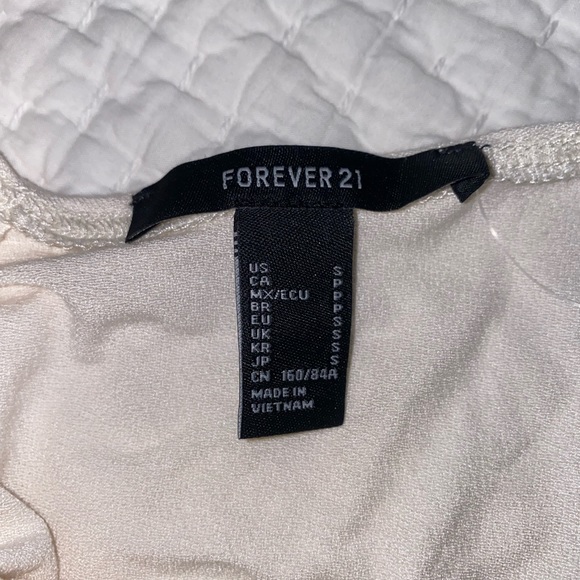 FOREVER 21
US S
CA P
MX/ECU P
BR P
EU S
UK S
KR S
JP S
CN 160/84A
MADE IN
VIETNAM